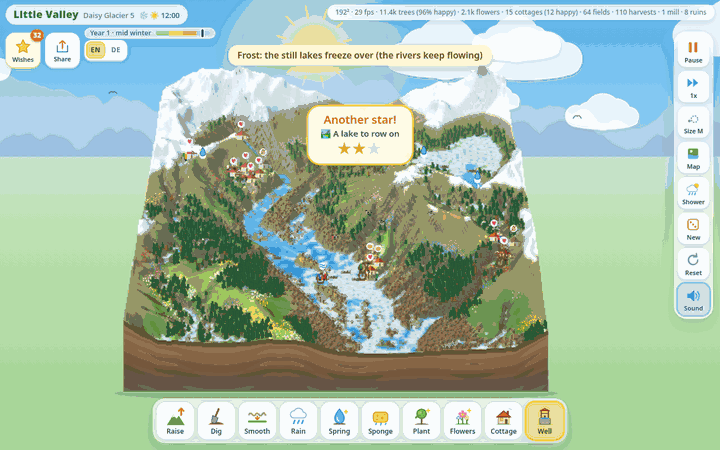 Little Valley Daisy Glacier 5 12:00
192² · 29 fps · 11.4k trees (96% happy) · 2.1k flowers · 15 cottages (12 happy) · 64 fields · 110 harvests · 1 mill · 8 ruins
32
Wishes
Share
Year 1 · mid winter
EN DE
Frost: the still lakes freeze over (the rivers keep flowing)
Another star!
A lake to row on
Pause
1x
Size M
Map
Shower
New
Reset
Sound
Raise
Dig
Smooth
Rain
Spring
Sponge
Plant
Flowers
Cottage
Well